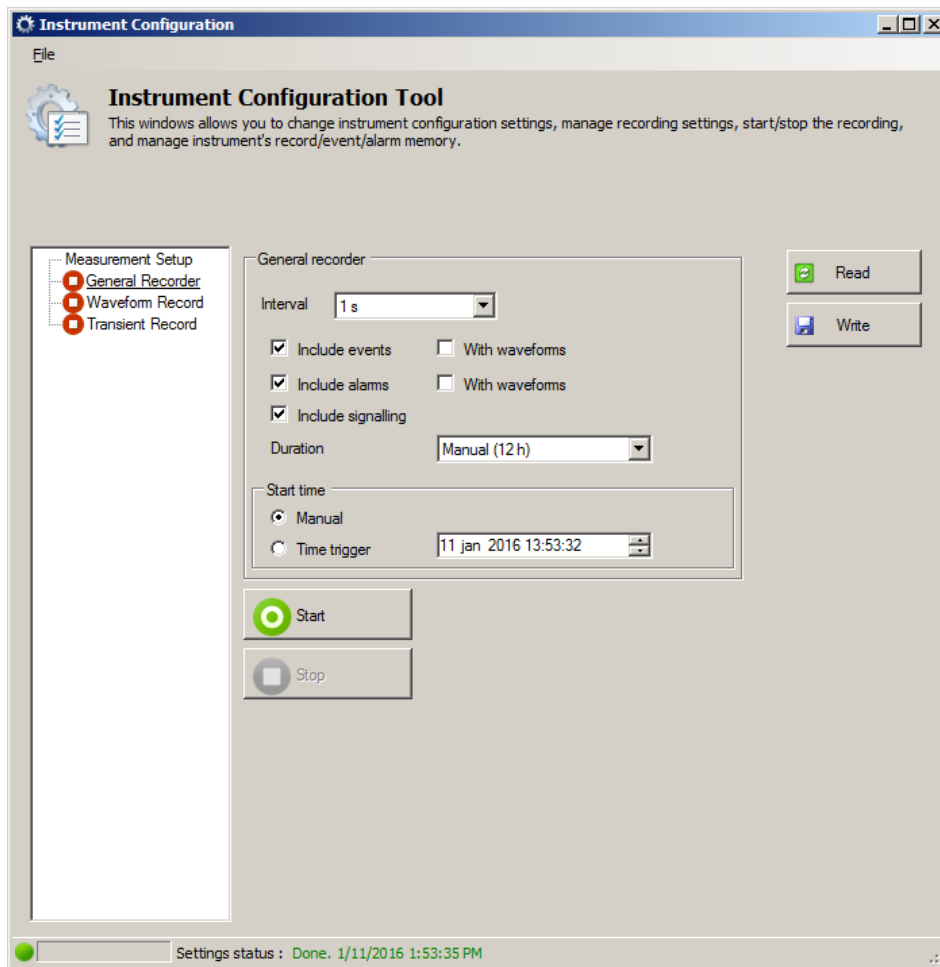 Instrument Configuration
File
Instrument Configuration Tool
This windows allows you to change instrument configuration settings, manage recording settings, start/stop the recording,
and manage instrument's record/event/alarm memory.
Measurement Setup
General Recorder
Waveform Record
Transient Record
General recorder
Interval 1 s
Include events With waveforms
Include alarms With waveforms
Include signalling
Duration Manual (12 h)
Start time
Manual
Time trigger 11 jan 2016 13:53:32
Start
Stop
Read
Write
Settings status : Done. 1/11/2016 1:53:35 PM